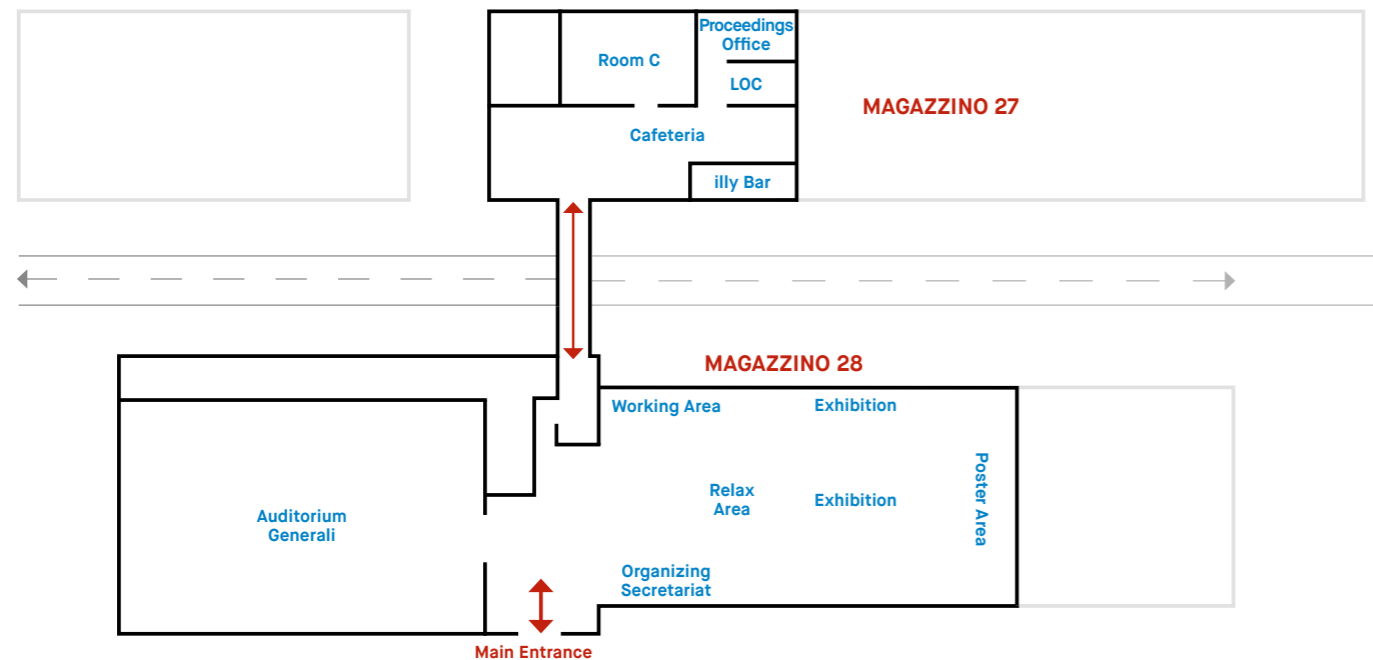 Proceedings
Office
Room C
LOC
MAGAZZINO 27
Cafeteria
illy Bar
MAGAZZINO 28
Working Area
Exhibition
Poster Area
Relax
Area
Exhibition
Auditorium
Generali
Organizing
Secretariat
Main Entrance